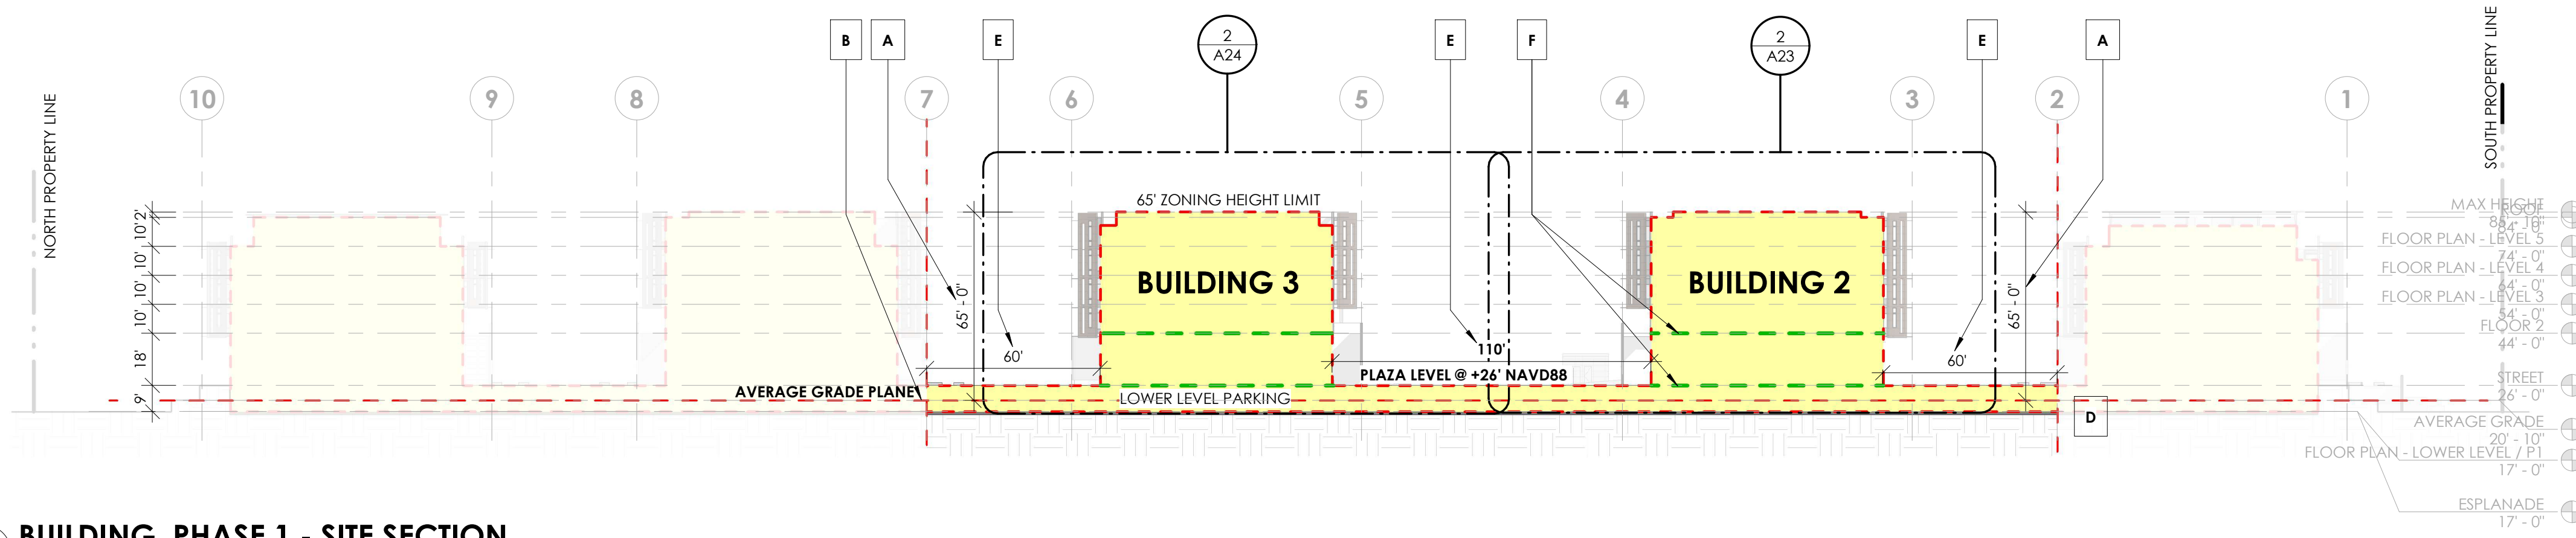 NORTH PROPERTY LINE
SOUTH PROPERTY LINE
B
A
E
2
A24
E
F
2
A23
E
A
10
9
8
7
6
5
4
3
2
1
65' ZONING HEIGHT LIMIT
BUILDING 3
BUILDING 2
2'
10'
10'
10'
10'
18'
9'
65' - 0"
65' - 0"
60'
110'
60'
PLAZA LEVEL @ +26' NAVD88
AVERAGE GRADE PLANE
LOWER LEVEL PARKING
D
MAX HEIGHT
86' - 10"
ROOF
84' - 0"
FLOOR PLAN - LEVEL 5
74' - 0"
FLOOR PLAN - LEVEL 4
64' - 0"
FLOOR PLAN - LEVEL 3
54' - 0"
FLOOR 2
44' - 0"
STREET
26' - 0"
AVERAGE GRADE
20' - 10"
FLOOR PLAN - LOWER LEVEL / P1
17' - 0"
ESPLANADE
17' - 0"
BUILDING PHASE 1 - SITE SECTION